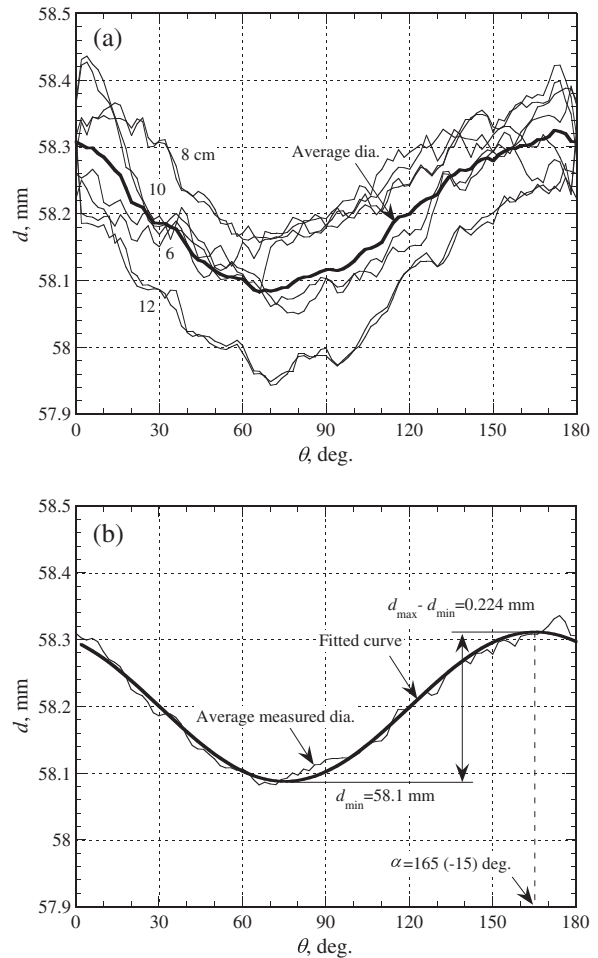 58.5
(a)
58.4
58.3
8 cm
Average dia.
10
58.2
d, mm
6
58.1
12
58
57.9
0 30 60 90 120 150 180
θ, deg.
58.5
(b)
58.4
dmax- dmin=0.224 mm
58.3
Fitted curve
d, mm
58.2
Average measured dia.
58.1
dmin=58.1 mm
58
α=165 (-15) deg.
57.9
0 30 60 90 120 150 180
θ, deg.